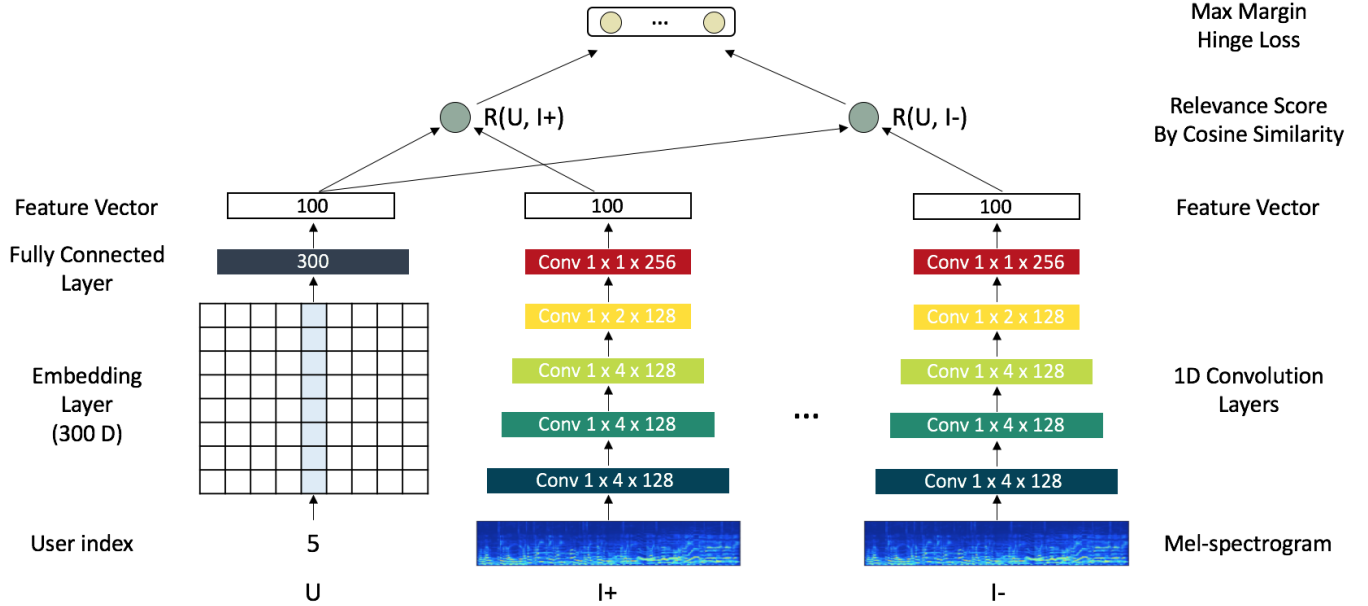 ...
Max Margin
Hinge Loss
R(U, I+)
R(U, I-)
Relevance Score
By Cosine Similarity
Feature Vector
100
100
100
Feature Vector
Fully Connected
Layer
300
Conv 1 x 1 x 256
Conv 1 x 1 x 256
Conv 1 x 2 x 128
Conv 1 x 2 x 128
Embedding
Layer
(300 D)
Conv 1 x 4 x 128
Conv 1 x 4 x 128
1D Convolution
Layers
Conv 1 x 4 x 128
...
Conv 1 x 4 x 128
Conv 1 x 4 x 128
Conv 1 x 4 x 128
User index
5
Mel-spectrogram
U
I+
I-